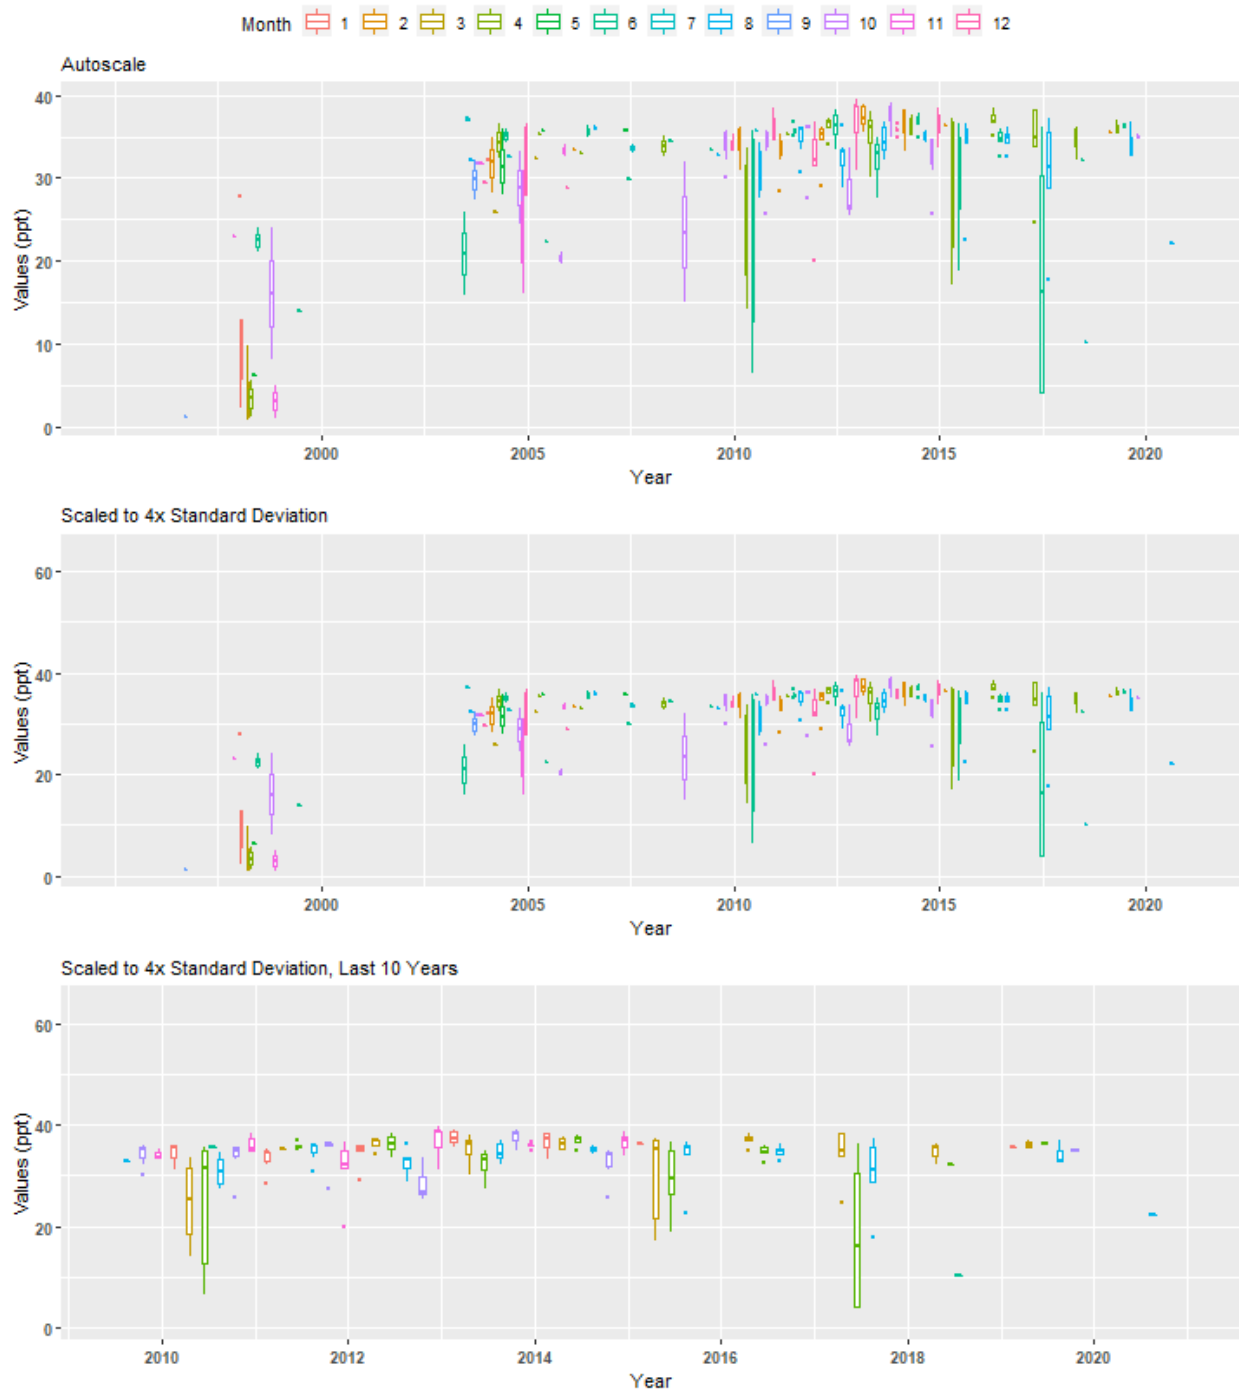 Month 1 2 3 4 5 6 7 8 9 10 11 12
Autoscale
40
30
20
10
0
Values (ppt)
2000 2005 2010 2015 2020
Year
Scaled to 4x Standard Deviation
60
40
20
0
Values (ppt)
2000 2005 2010 2015 2020
Year
Scaled to 4x Standard Deviation, Last 10 Years
60
40
20
0
Values (ppt)
2010 2012 2014 2016 2018 2020
Year